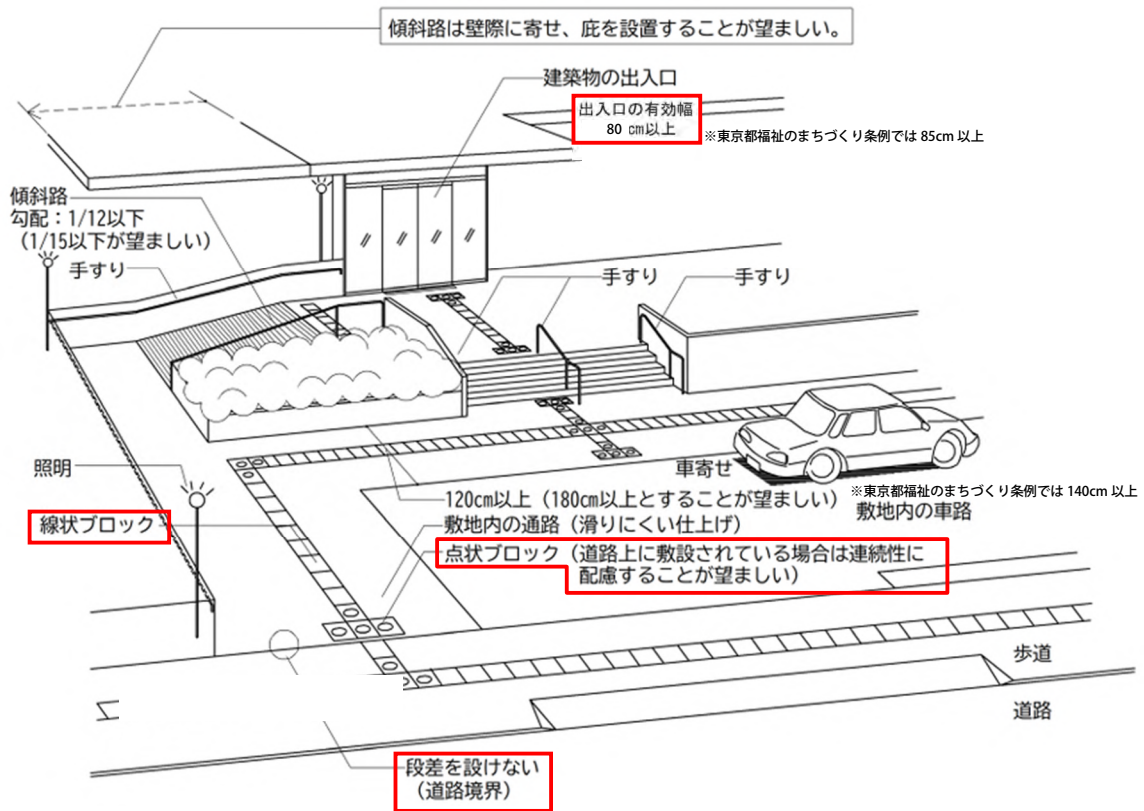 傾斜路は壁際に寄せ、庇を設置することが望ましい。
建築物の出入口
出入口の有効幅
80 ㎝以上
※東京都福祉のまちづくり条例では 85cm 以上
傾斜路
勾配：1/12以下
（1/15以下が望ましい）
手すり
手すり
手すり
照明
車寄せ
120cm以上（180cm以上とすることが望ましい）
※東京都福祉のまちづくり条例では 140cm 以上
敷地内の車路
線状ブロック
敷地内の通路（滑りにくい仕上げ）
点状ブロック（道路上に敷設されている場合は連続性に
配慮することが望ましい）
歩道
道路
段差を設けない
（道路境界）